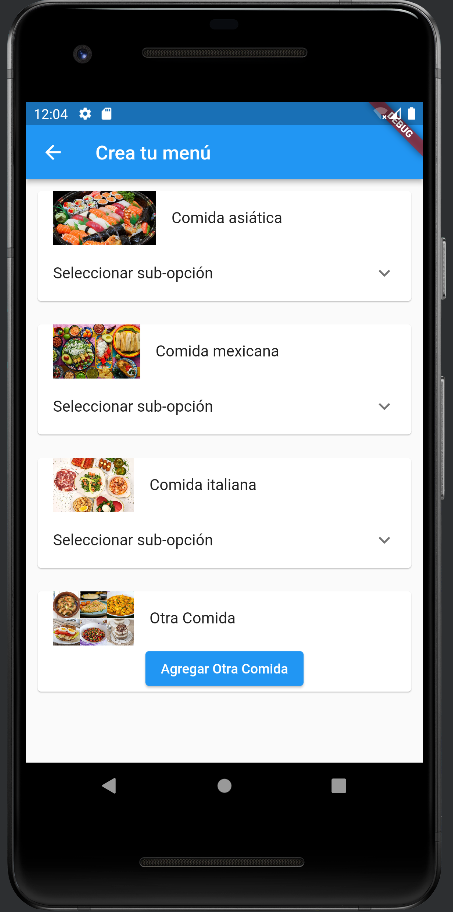 12:04
DEBUG
Crea tu menú
Comida asiática
Seleccionar sub-opción
Comida mexicana
Seleccionar sub-opción
Comida italiana
Seleccionar sub-opción
Otra Comida
Agregar Otra Comida